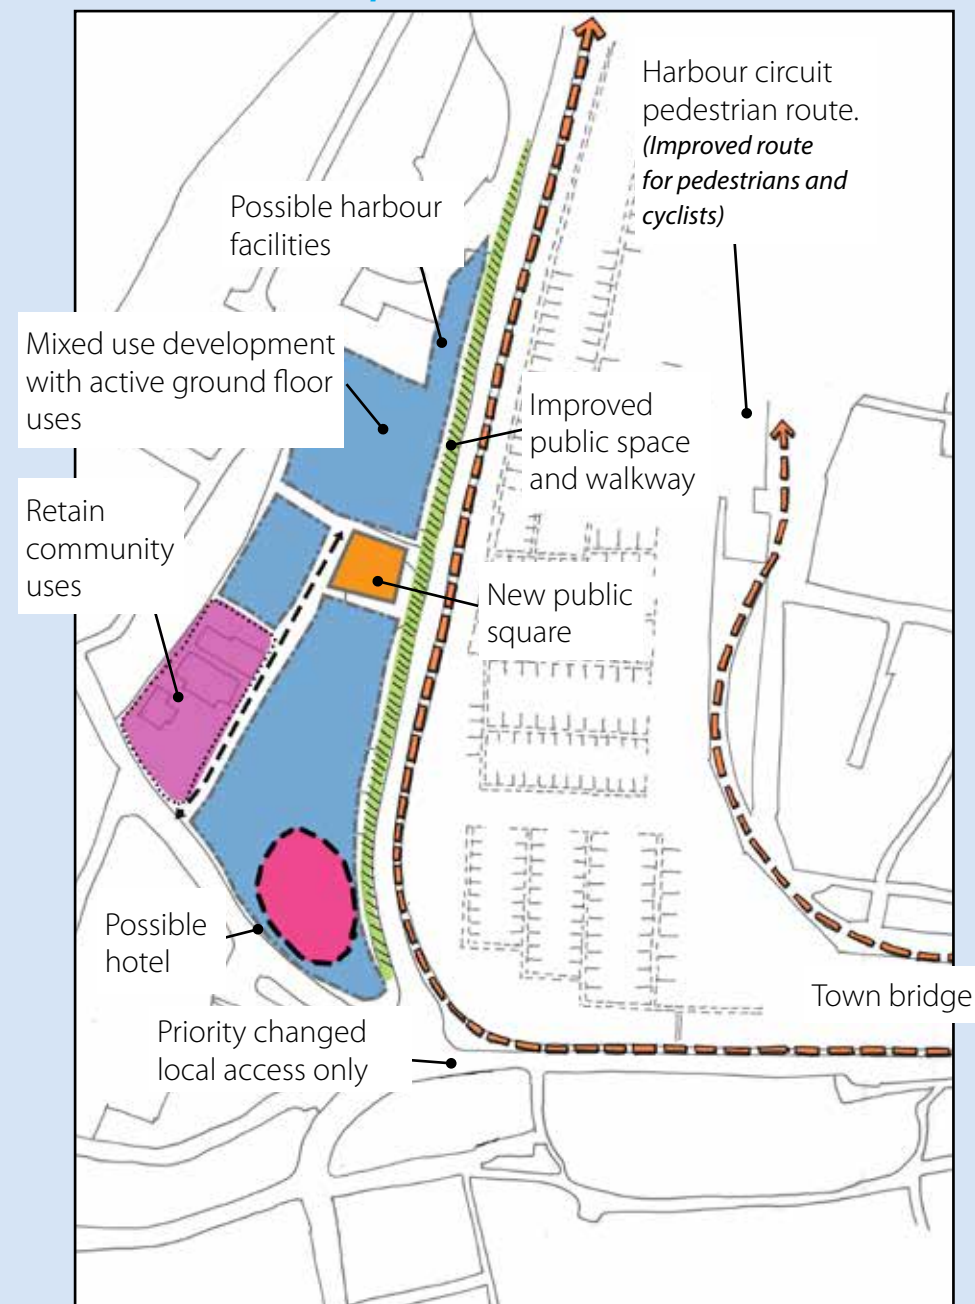 Harbour circuit
pedestrian route.
(Improved route
for pedestrians and
cyclists)
Possible harbour
facilities
Mixed use development
with active ground floor
uses
Improved
public space
and walkway
Retain
community
uses
New public
square
Possible
hotel
Town bridge
Priority changed
local access only